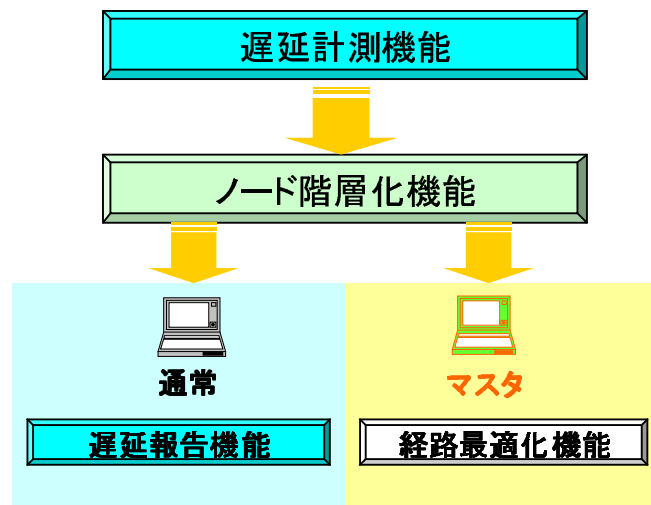 遅延計測機能
ノード階層化機能
通常
マスタ
遅延報告機能
経路最適化機能